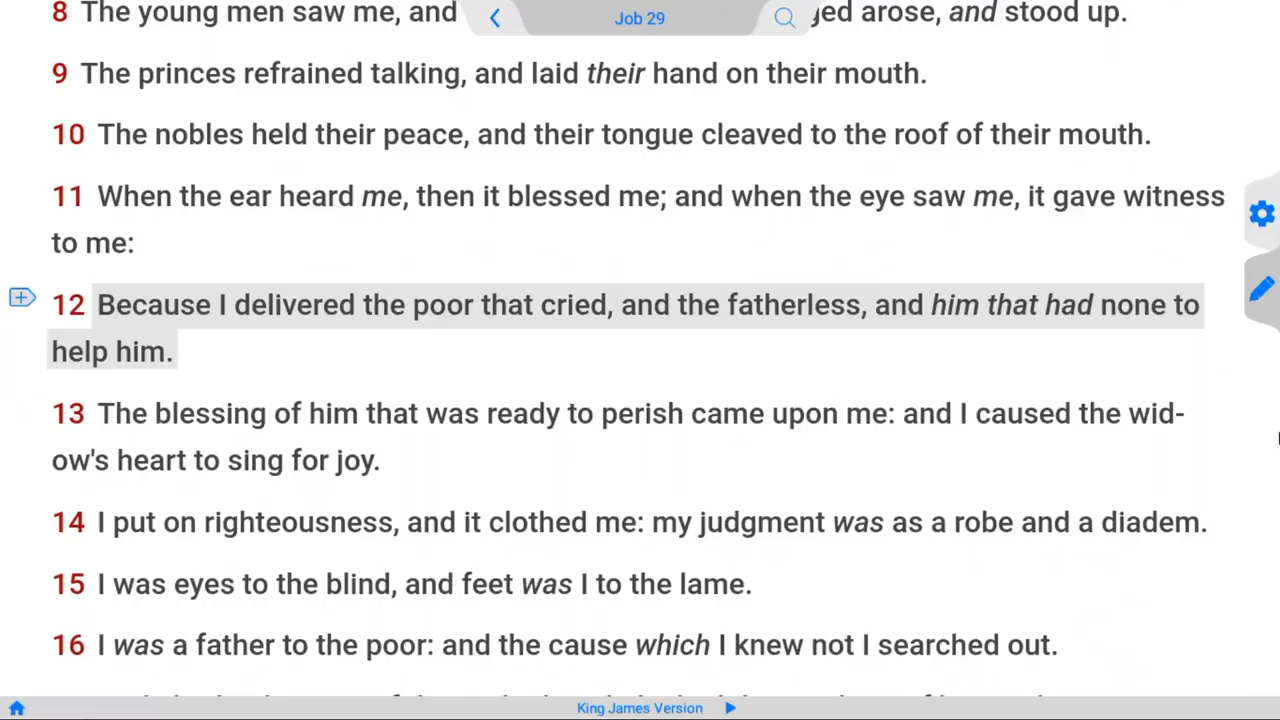 8 The young men saw me, and
Job 29
ged arose, and stood up.
9 The princes refrained talking, and laid their hand on their mouth.
10 The nobles held their peace, and their tongue cleaved to the roof of their mouth.
11 When the ear heard me, then it blessed me; and when the eye saw me, it gave witness
to me:
12 Because I delivered the poor that cried, and the fatherless, and him that had none to
help him.
13 The blessing of him that was ready to perish came upon me: and I caused the wid-
ow's heart to sing for joy.
14 I put on righteousness, and it clothed me: my judgment was as a robe and a diadem.
15 I was eyes to the blind, and feet was I to the lame.
16 I was a father to the poor: and the cause which I knew not I searched out.
King James Version